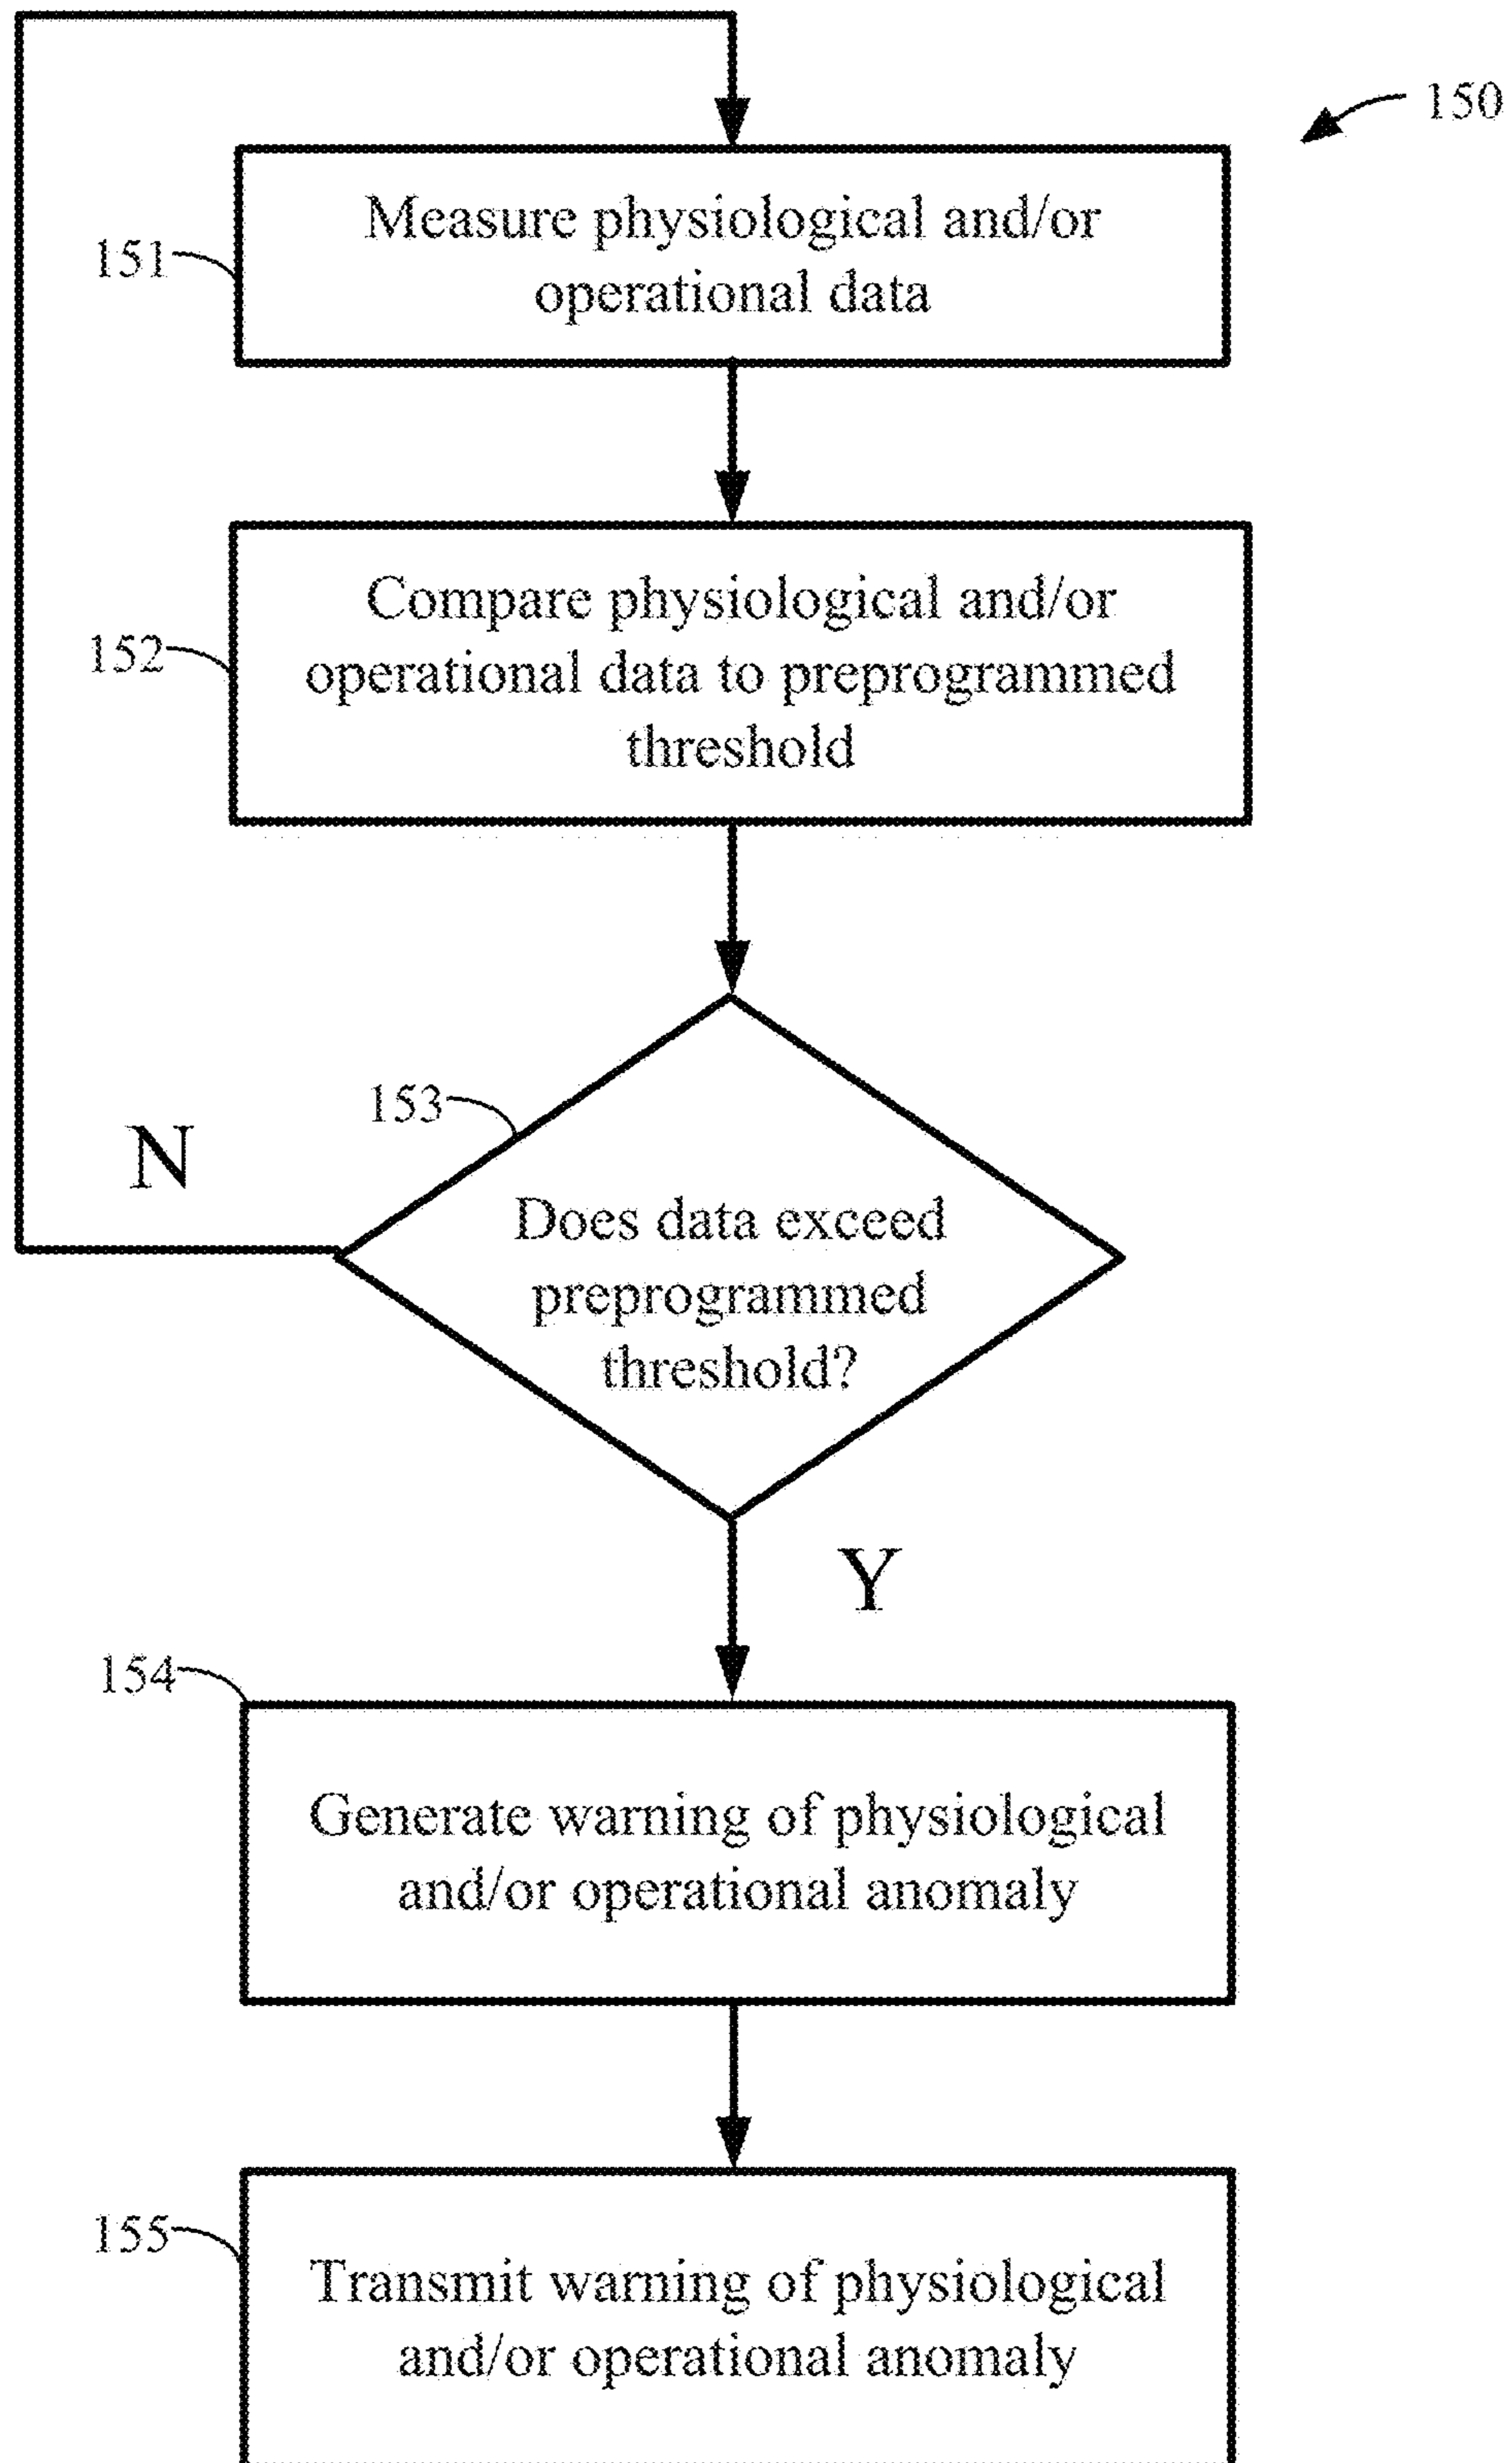 150
151
Measure physiological and/or
operational data
152
Compare physiological and/or
operational data to preprogrammed
threshold
153
N
Does data exceed
preprogrammed
threshold?
Y
154
Generate warning of physiological
and/or operational anomaly
155
Transmit warning of physiological
and/or operational anomaly